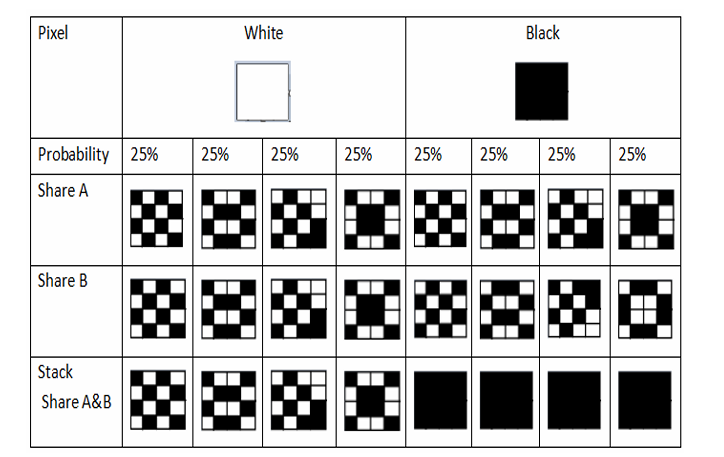 Pixel White Black
Probability 25% 25% 25% 25% 25% 25% 25% 25%
Share A
Share B
Stack
Share A&B